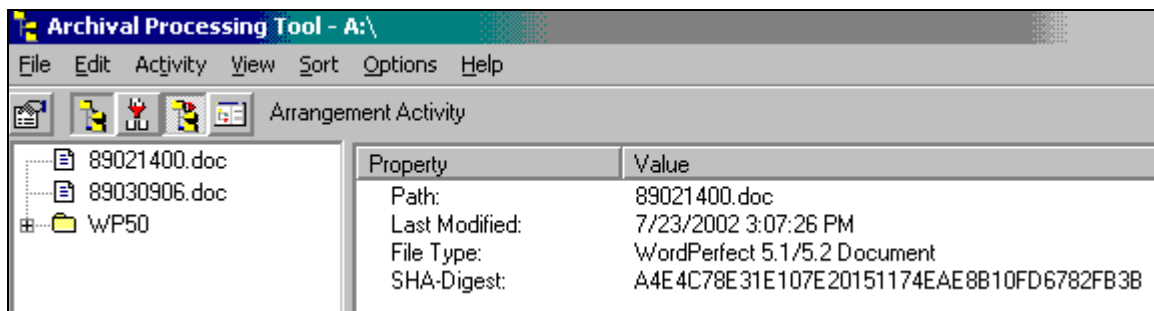 Archival Processing Tool - A:\
File Edit Activity View Sort Options Help
Arrangement Activity
89021400.doc
89030906.doc
WP50
Property Value
Path: 89021400.doc
Last Modified: 7/23/2002 3:07:26 PM
File Type: WordPerfect 5.1/5.2 Document
SHA-Digest: A4E4C78E31E107E20151174EAE8B10FD6782FB3B